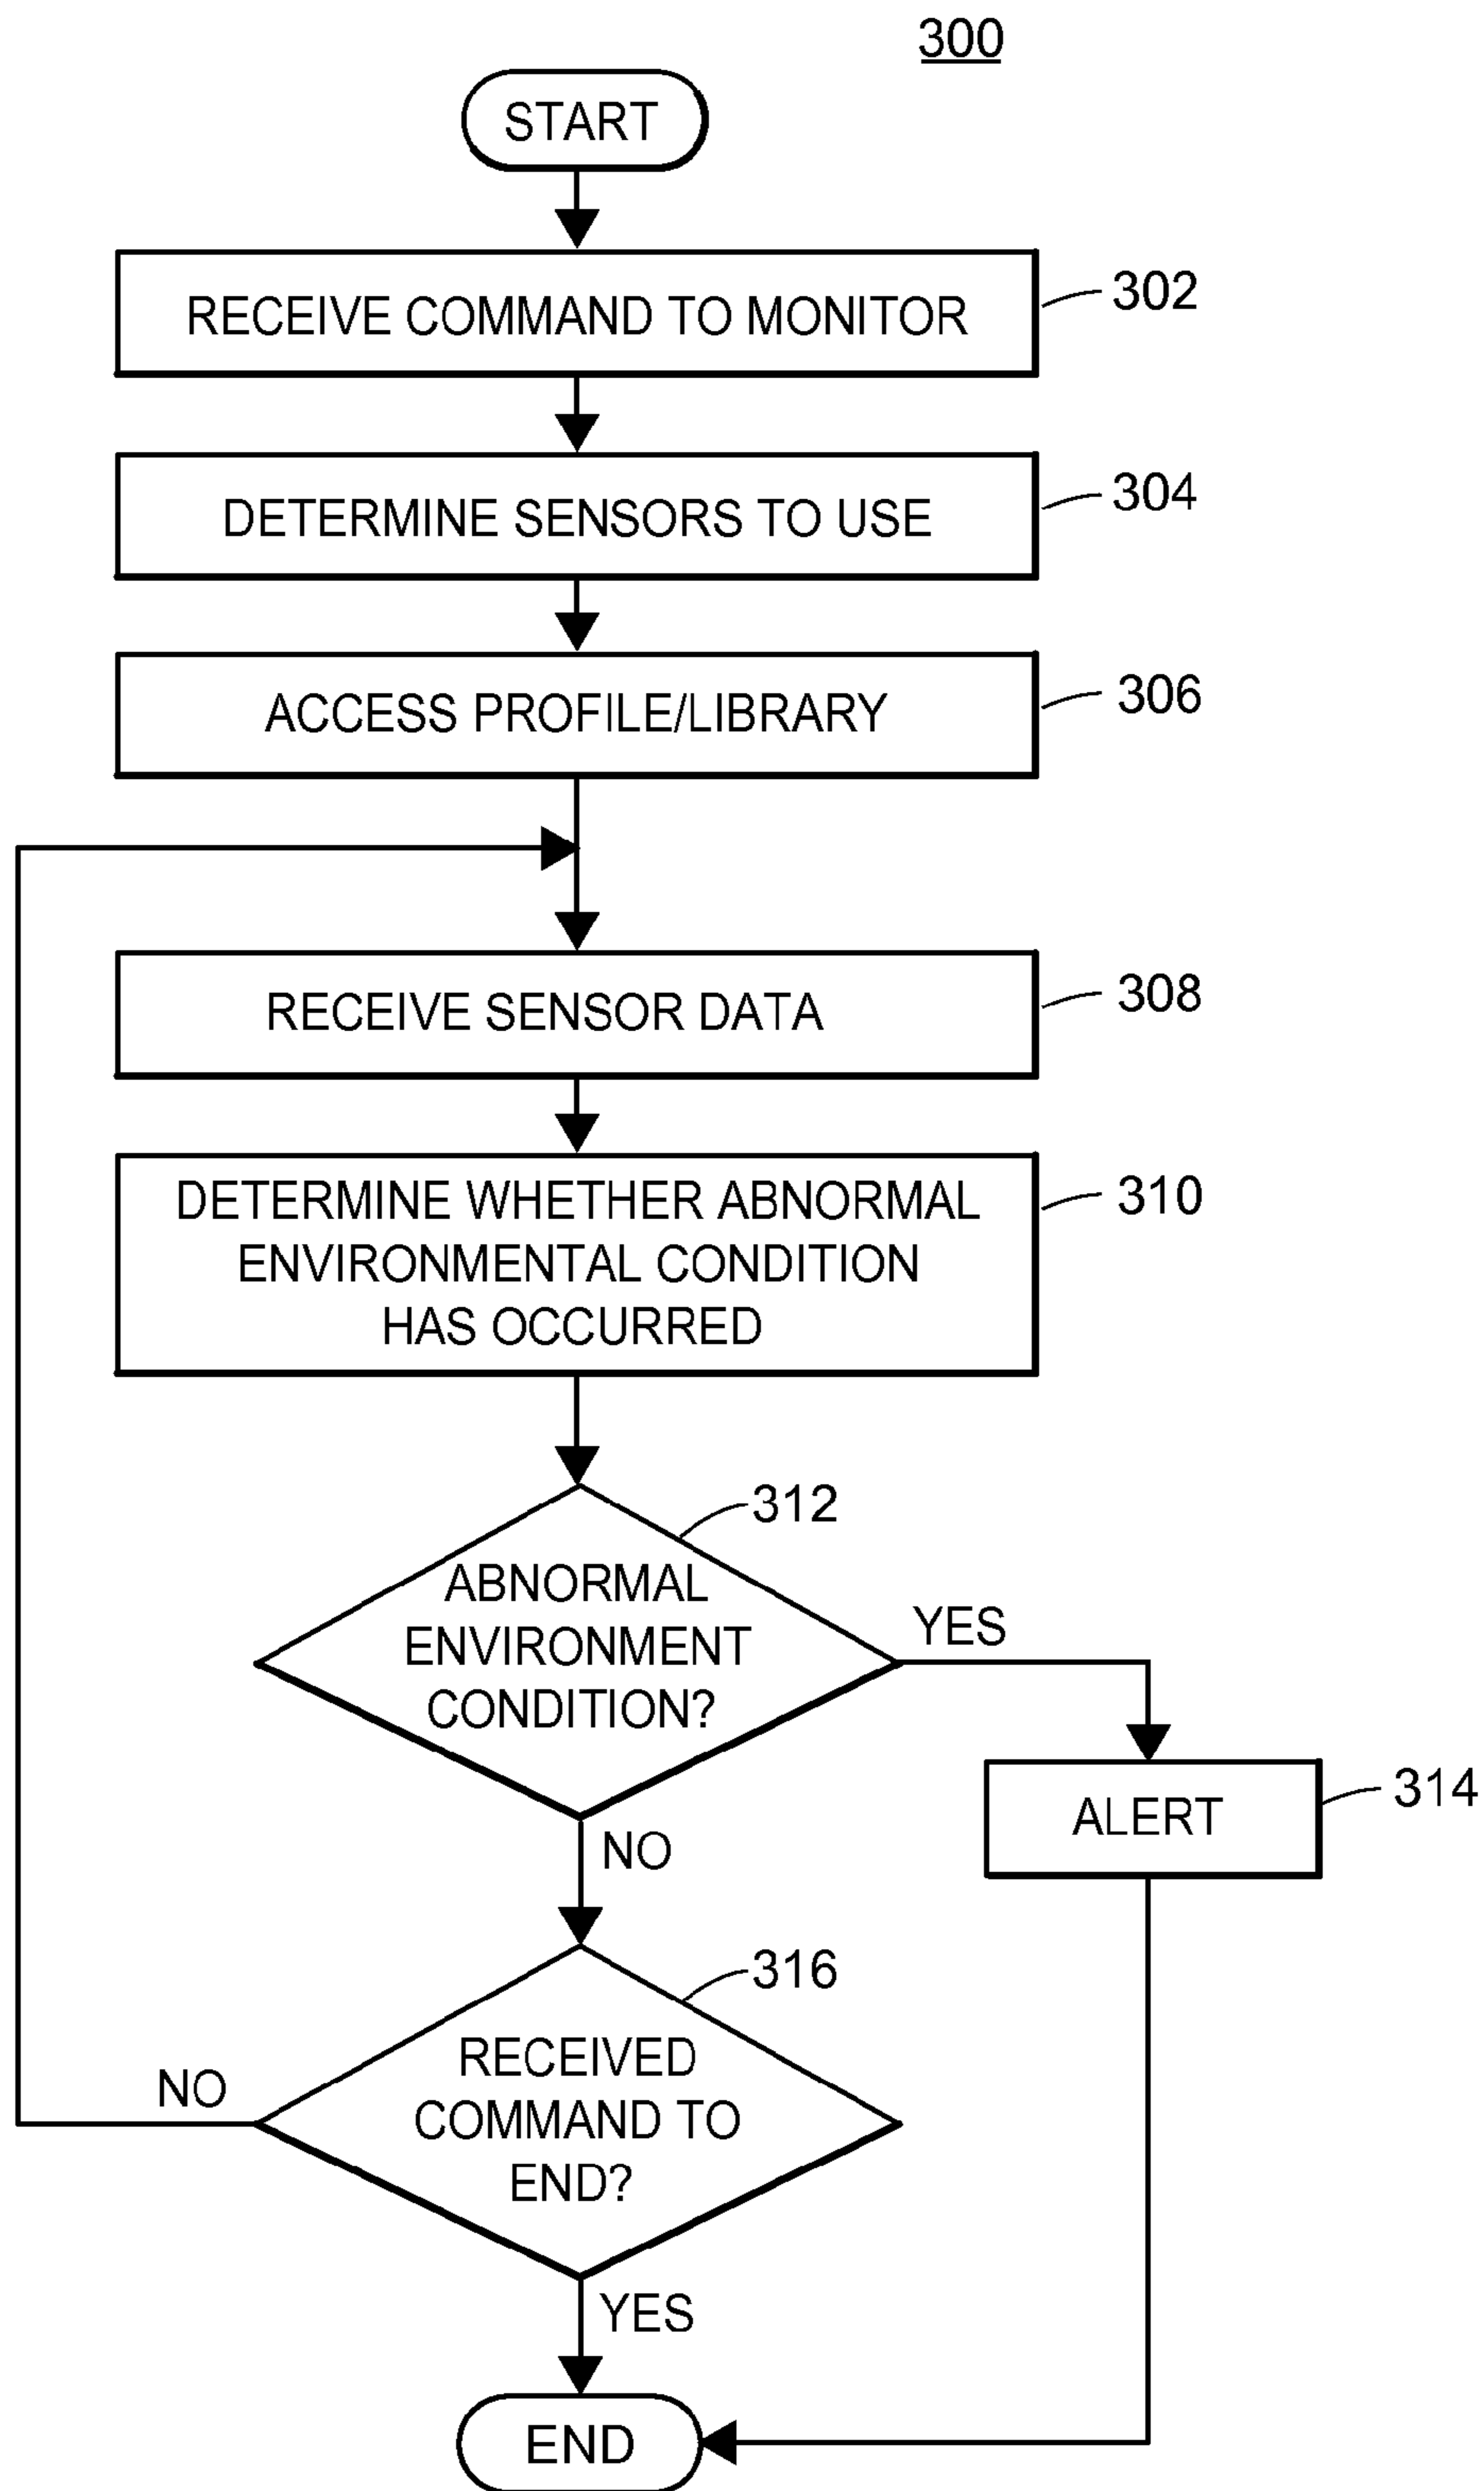 300
START
RECEIVE COMMAND TO MONITOR
302
DETERMINE SENSORS TO USE
304
ACCESS PROFILE/LIBRARY
306
RECEIVE SENSOR DATA
308
DETERMINE WHETHER ABNORMAL
ENVIRONMENTAL CONDITION
HAS OCCURRED
310
312
ABNORMAL
ENVIRONMENT
CONDITION?
YES
NO
ALERT
314
316
RECEIVED
COMMAND TO
END?
NO
YES
END